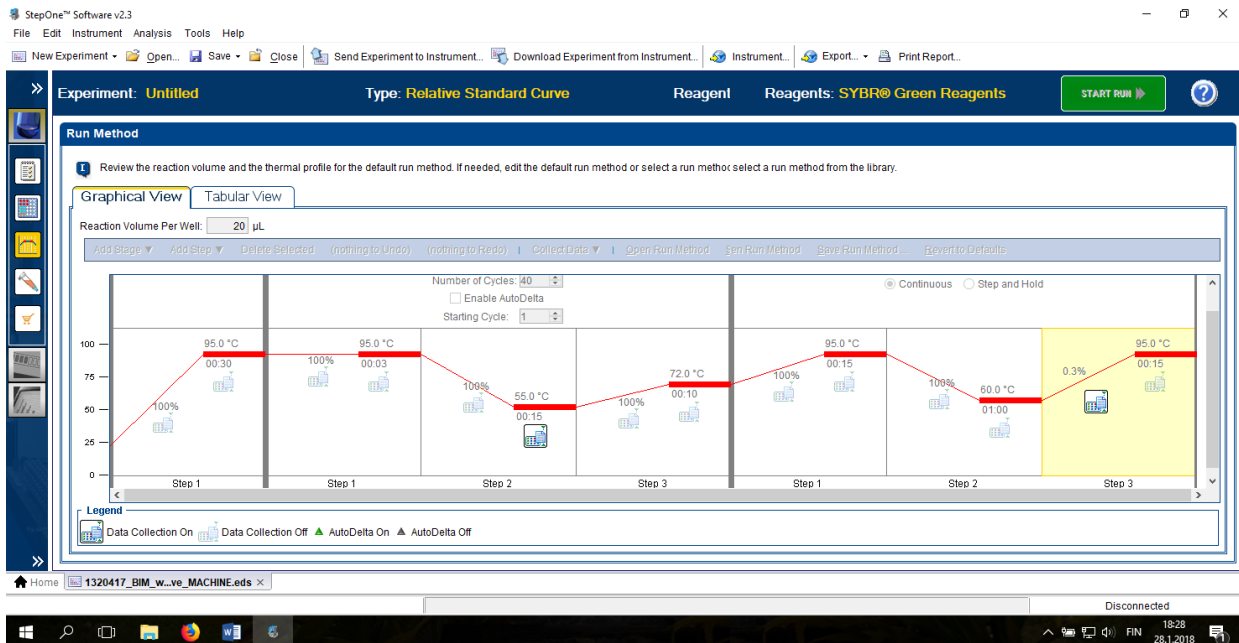 StepOne™ Software v2.3
File Edit Instrument Analysis Tools Help
New Experiment Open... Save Close Send Experiment to Instrument... Download Experiment from Instrument... Instrument... Export... Print Report...
Experiment: Untitled Type: Relative Standard Curve Reagent Reagents: SYBR® Green Reagents START RUN
Run Method
Review the reaction volume and the thermal profile for the default run method. If needed, edit the default run method or select a run method select a run method from the library.
Graphical View Tabular View
Reaction Volume Per Well: 20 µL
Add Stage Add Step Delete Selected (nothing to Undo) (nothing to Redo) Collect Data Open Run Method Run Method Save Run Method... Revert to Defaults
Number of Cycles: 40
Enable AutoDelta
Starting Cycle: 1
Continuous Step and Hold
100
75
50
25
0
100%
95.0 °C
00:30
100%
95.0 °C
00:03
100%
55.0 °C
00:15
100%
72.0 °C
00:10
100%
95.0 °C
00:15
100%
60.0 °C
01:00
0.3%
95.0 °C
00:15
Step 1 Step 1 Step 2 Step 3 Step 1 Step 2 Step 3
Legend
Data Collection On Data Collection Off AutoDelta On AutoDelta Off
Home 1320417_BIM_w...ve_MACHINE.eds
Disconnected
FIN
18:28
28.1.2018